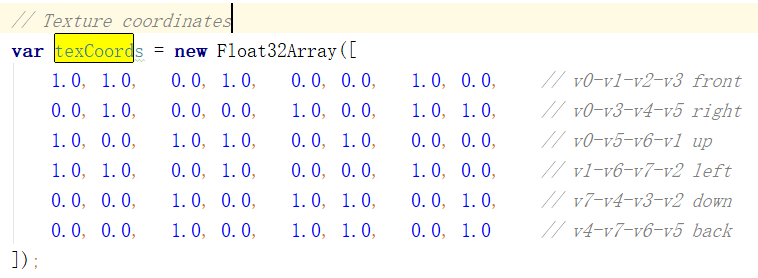 // Texture coordinates
var texCoords = new Float32Array([
1.0, 1.0, 0.0, 1.0, 0.0, 0.0, 1.0, 0.0, // v0-v1-v2-v3 front
0.0, 1.0, 0.0, 0.0, 1.0, 0.0, 1.0, 1.0, // v0-v3-v4-v5 right
1.0, 0.0, 1.0, 1.0, 0.0, 1.0, 0.0, 0.0, // v0-v5-v6-v1 up
1.0, 1.0, 0.0, 1.0, 0.0, 0.0, 1.0, 0.0, // v1-v6-v7-v2 left
0.0, 0.0, 1.0, 0.0, 1.0, 1.0, 0.0, 1.0, // v7-v4-v3-v2 down
0.0, 0.0, 1.0, 0.0, 1.0, 1.0, 0.0, 1.0 // v4-v7-v6-v5 back
]);